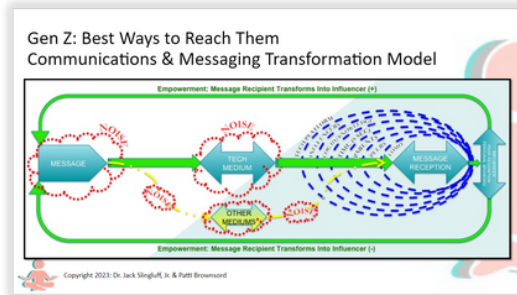 Gen Z: Best Ways to Reach Them
Communications & Messaging Transformation Model
Empowerment: Message Recipient Transforms Into Influencer (+)
NOISE
NOISE
MESSAGE
TECH
MEDIUM
MESSAGE
RECEPTION
NOISE
OTHER
MEDIUMS
NOISE
Empowerment: Message Recipient Transforms Into Influencer (-)
Copyright 2023: Dr. Jack Slingluff, Jr. & Patti Brownsord